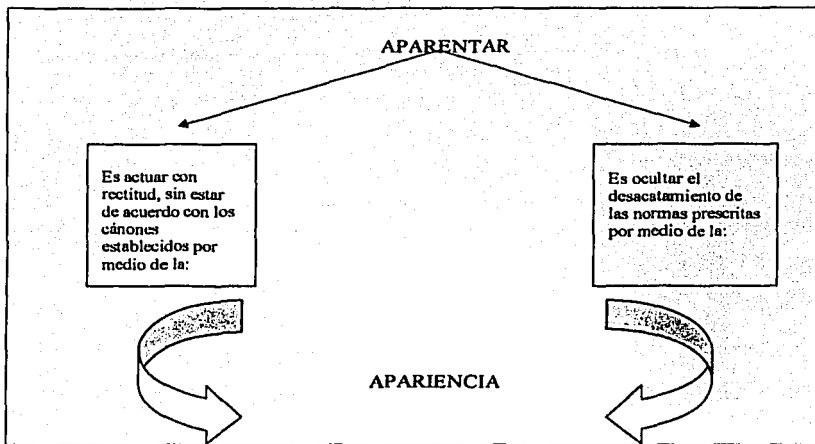 APARENTAR
Es actuar con
rectitud, sin estar
de acuerdo con los
cánones
establecidos por
medio de la:
Es ocultar el
desacatamiento de
las normas prescritas
por medio de la:
APARIENCIA